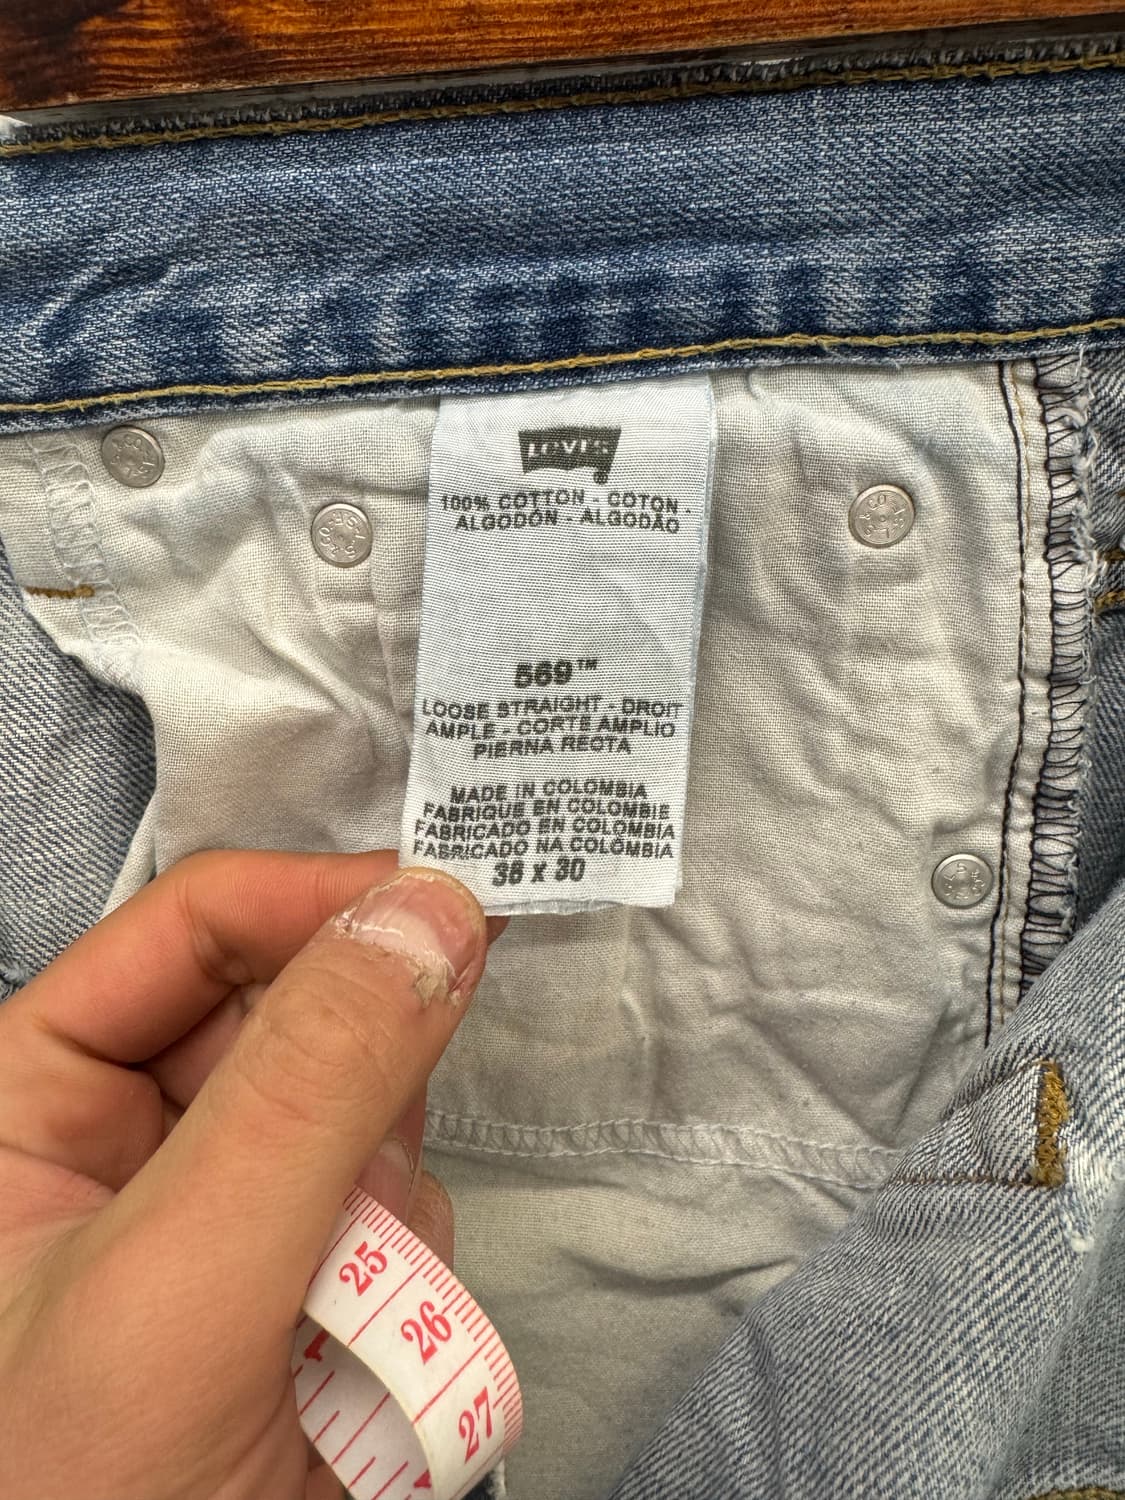 LEVI'S
100% COTTON - COTON -
ALGODÓN - ALGODÃO
569™
LOOSE STRAIGHT - DROIT
AMPLE - CORTE AMPLIO
PIERNA RECTA
MADE IN COLOMBIA
FABRIQUE EN COLOMBIE
FABRICADO EN COLOMBIA
FABRICADO NA COLÔMBIA
x 30
25
26
27